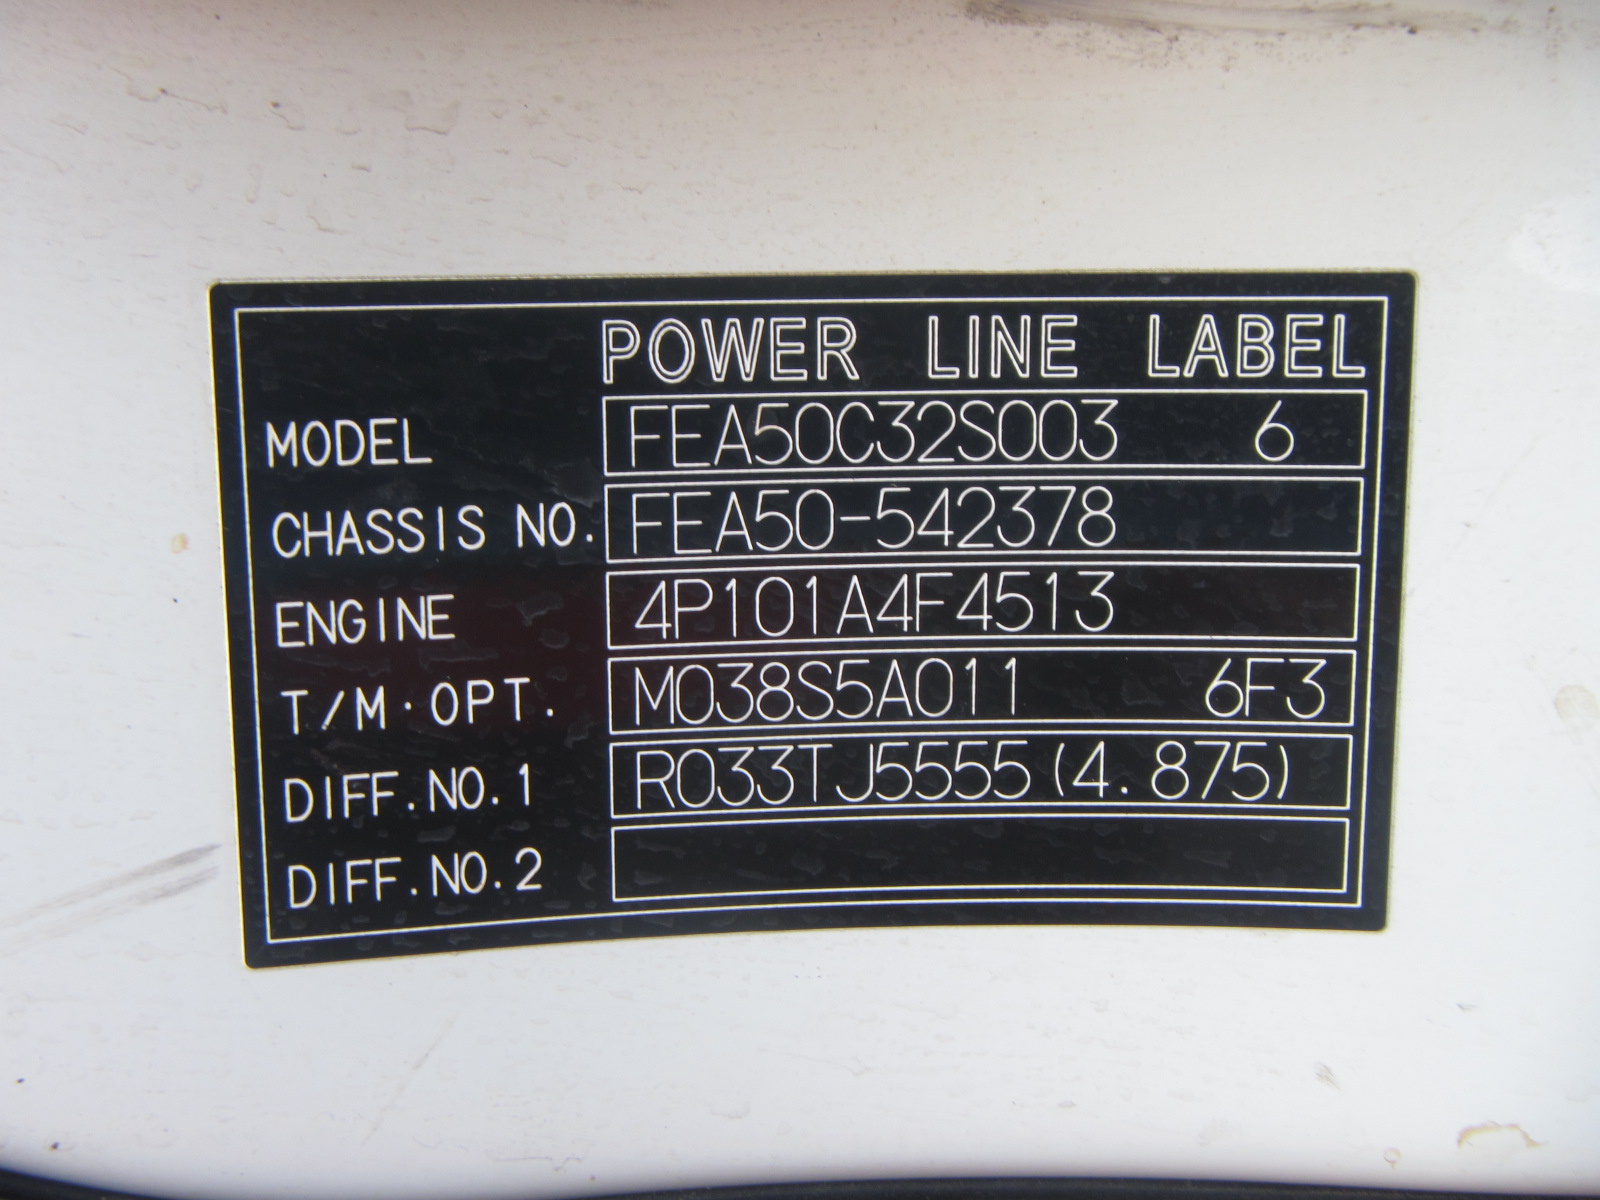 POWER LINE LABEL
MODEL FEA50C32S003 6
CHASSIS NO. FEA50-542378
ENGINE 4P101A4F4513
T/M·OPT. M038S5A011 6F3
DIFF.NO.1 R033TJ5555(4.875)
DIFF.NO.2